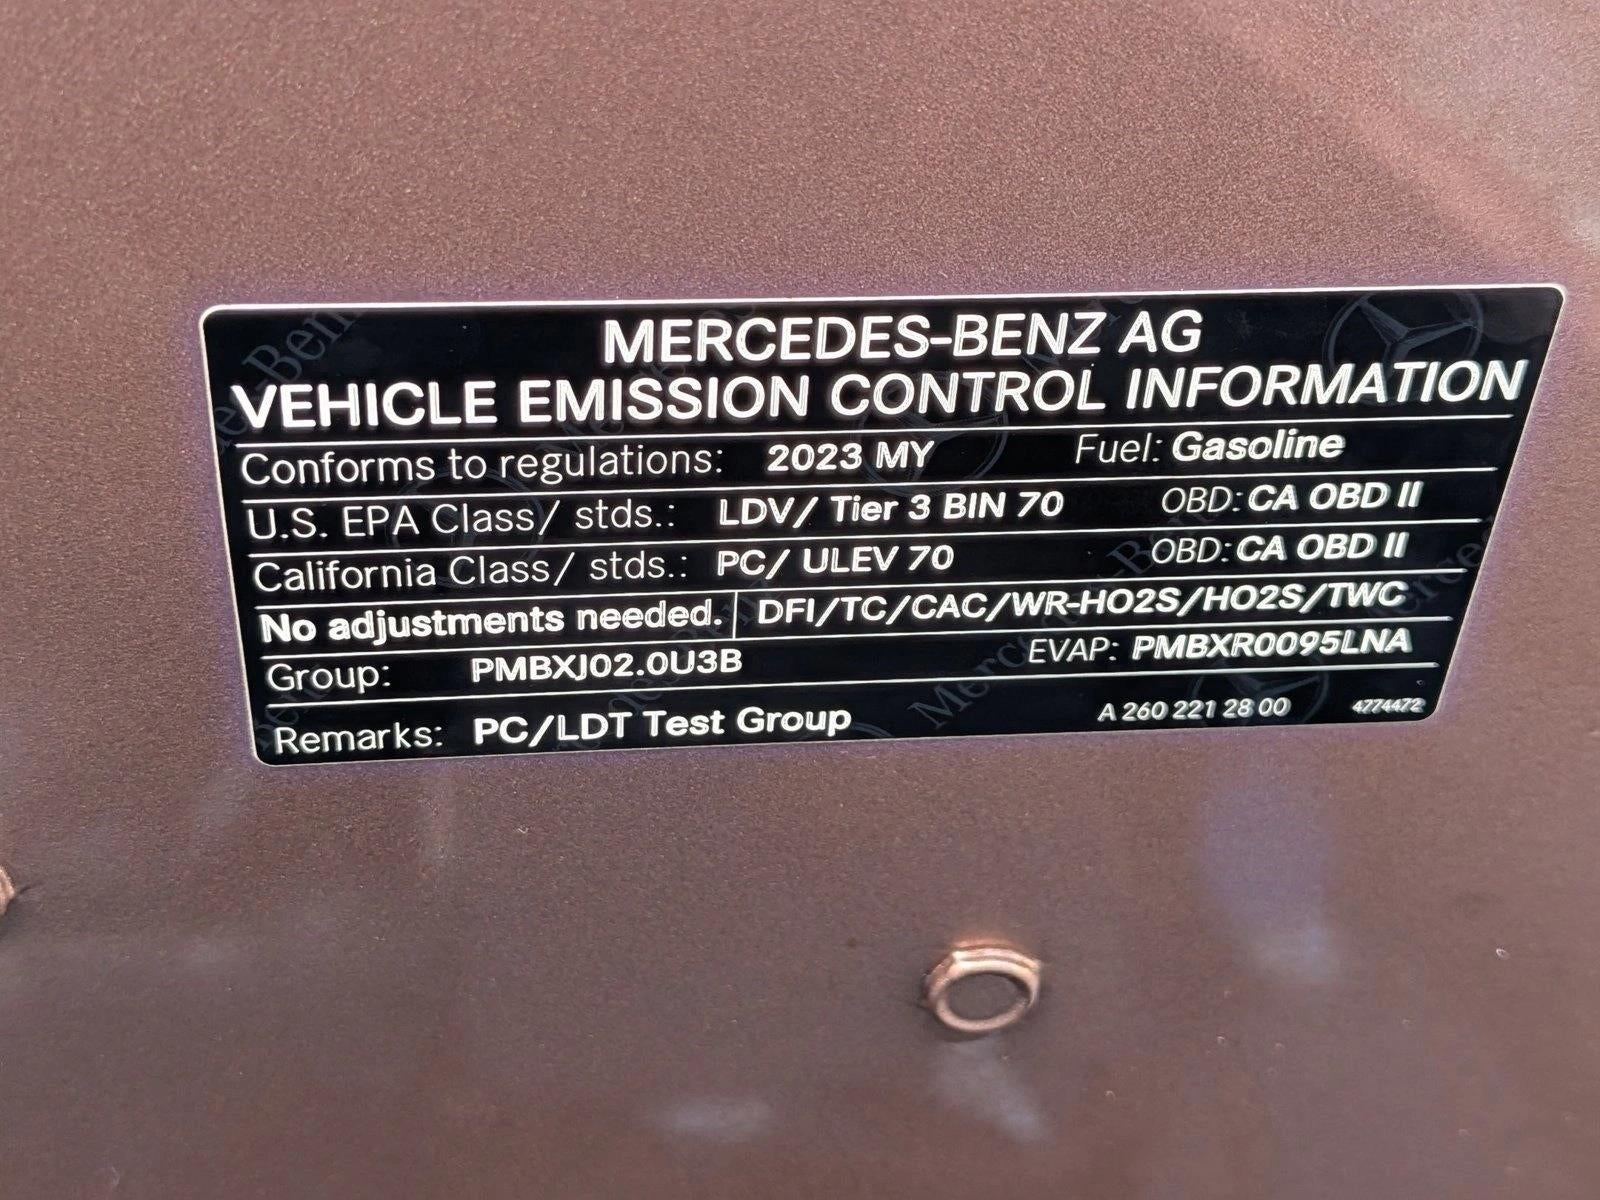 MERCEDES-BENZ AG
VEHICLE EMISSION CONTROL INFORMATION
Conforms to regulations: 2023 MY Fuel: Gasoline
U.S. EPA Class/ stds.: LDV/ Tier 3 BIN 70 OBD: CA OBD II
California Class/ stds.: PC/ ULEV 70 OBD: CA OBD II
No adjustments needed. DFI/TC/CAC/WR-HO2S/HO2S/TWC
Group: PMBXJ02.0U3B EVAP: PMBXR0095LNA
Remarks: PC/LDT Test Group A 260 221 28 00 4774472